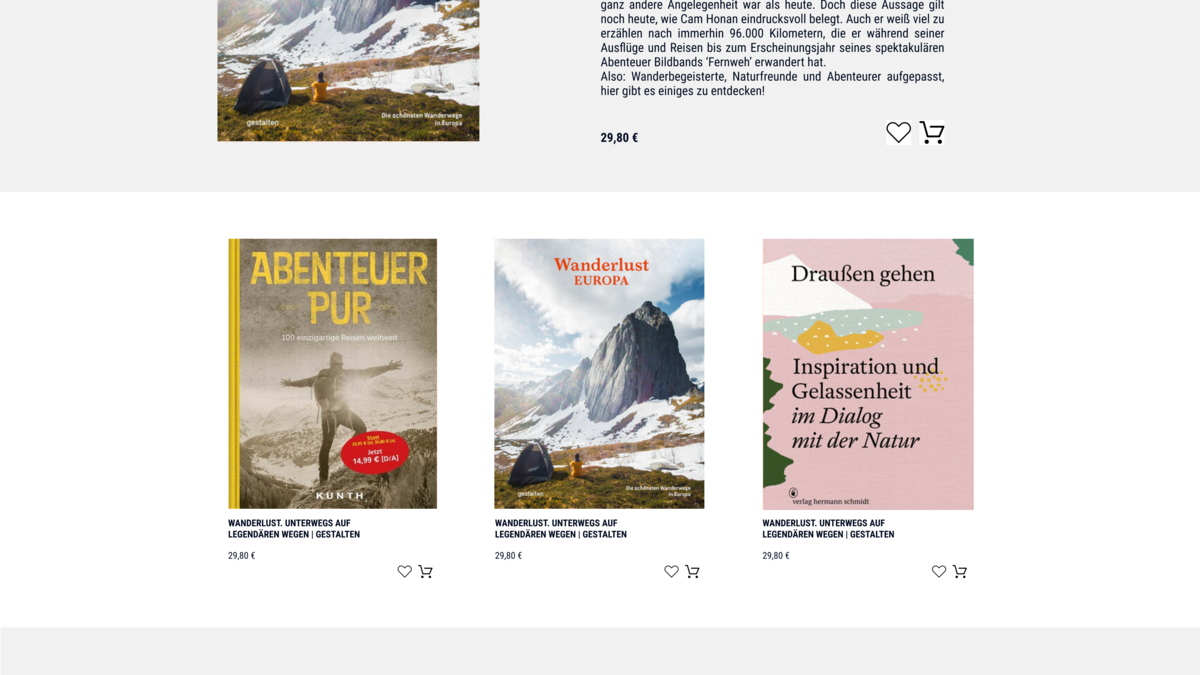 ganz andere Angelegenheit war als heute. Doch diese Aussage gilt
noch heute, wie Cam Honan eindrucksvoll belegt. Auch er weiß viel zu
erzählen nach immerhin 96.000 Kilometern, die er während seiner
Ausflüge und Reisen bis zum Erscheinungsjahr seines spektakulären
Abenteuer Bildbands ‘Fernweh’ erwandert hat.
Also: Wanderbegeisterte, Naturfreunde und Abenteurer aufgepasst,
hier gibt es einiges zu entdecken!
gestalten
Die schönsten Wanderwege
in Europa
29,80 €
ABENTEUER
PUR
100 einzigartige Reisen weltweit
Statt
Jetzt
14,99 € [D/A]
KUNTH
WANDERLUST. UNTERWEGS AUF
LEGENDÄREN WEGEN | GESTALTEN
29,80 €
Wanderlust
EUROPA
gestalten
Die schönsten Wanderwege
in Europa
WANDERLUST. UNTERWEGS AUF
LEGENDÄREN WEGEN | GESTALTEN
29,80 €
Draußen gehen
Inspiration und
Gelassenheit
im Dialog
mit der Natur
verlag hermann schmidt
WANDERLUST. UNTERWEGS AUF
LEGENDÄREN WEGEN | GESTALTEN
29,80 €